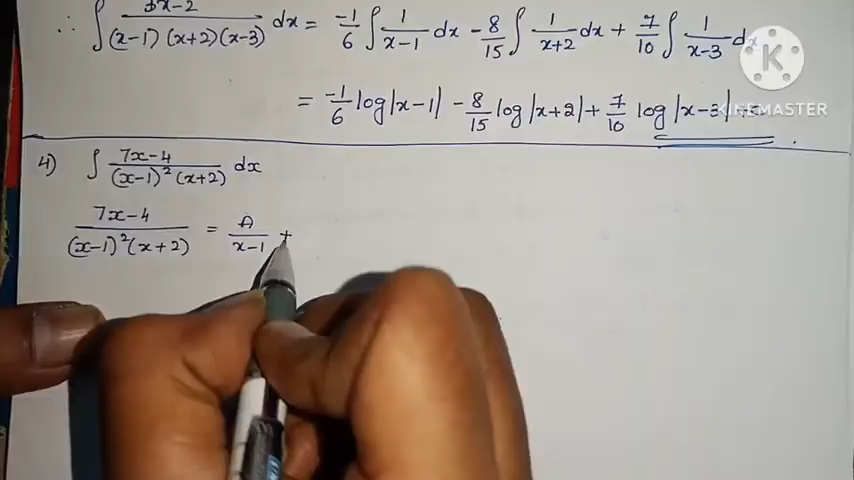 ∴ ∫ 3x-2/((x-1)(x+2)(x-3)) dx = -1/6 ∫ 1/(x-1) dx - 8/15 ∫ 1/(x+2) dx + 7/10 ∫ 1/(x-3) dx
= -1/6 log|x-1| - 8/15 log|x+2| + 7/10 log|x-3| +c
KINEMASTER
4) ∫ 7x-4/((x-1)²(x+2)) dx
7x-4/((x-1)²(x+2)) = A/(x-1) +